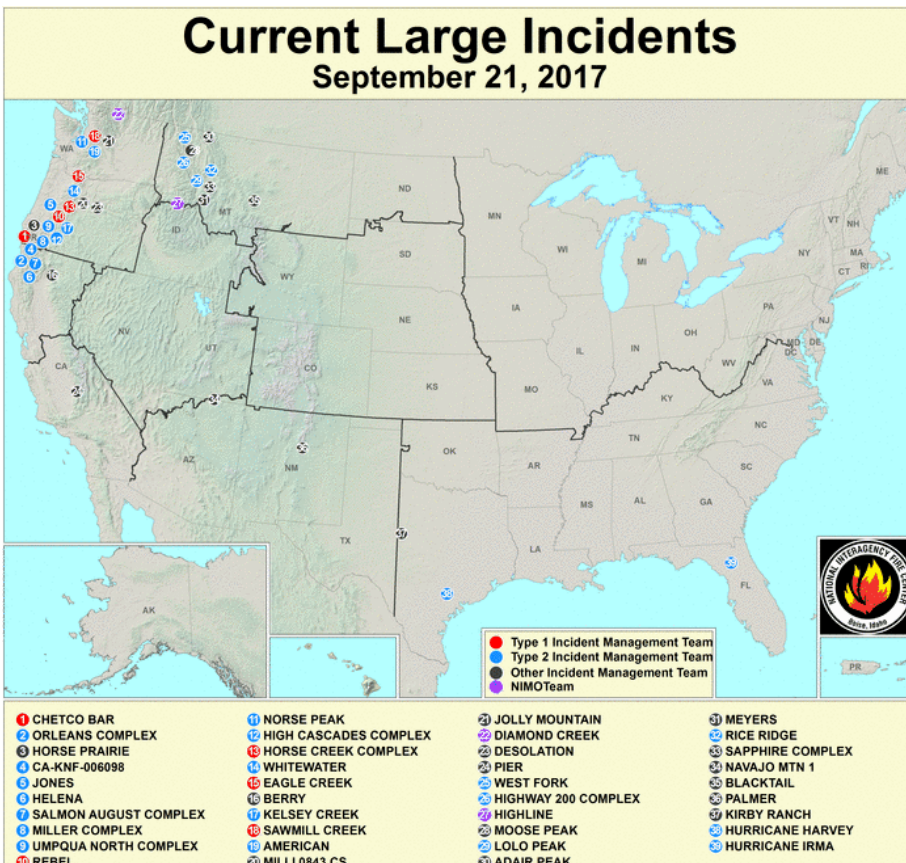 Current Large Incidents
September 21, 2017
WA
MT
ND
MN
ME
ID
SD
WI
MI
VT
NH
NY
MA
CT
RI
WY
IA
PA
NE
NV
UT
IL
IN
OH
NJ
MD
DE
DC
WV
CA
CO
KS
MO
VA
KY
NC
TN
AZ
NM
OK
AR
SC
MS
AL
GA
TX
LA
FL
AK
PR
NATIONAL INTERAGENCY FIRE CENTER
Boise, Idaho
Type 1 Incident Management Team
Type 2 Incident Management Team
Other Incident Management Team
NIMOTeam
1 CHETCO BAR
2 ORLEANS COMPLEX
3 HORSE PRAIRIE
4 CA-KNF-006098
5 JONES
6 HELENA
7 SALMON AUGUST COMPLEX
8 MILLER COMPLEX
9 UMPQUA NORTH COMPLEX
10 REBEL
11 NORSE PEAK
12 HIGH CASCADES COMPLEX
13 HORSE CREEK COMPLEX
14 WHITEWATER
15 EAGLE CREEK
16 BERRY
17 KELSEY CREEK
18 SAWMILL CREEK
19 AMERICAN
20 MILLI 0843 CS
21 JOLLY MOUNTAIN
22 DIAMOND CREEK
23 DESOLATION
24 PIER
25 WEST FORK
26 HIGHWAY 200 COMPLEX
27 HIGHLINE
28 MOOSE PEAK
29 LOLO PEAK
30 ADAIR PEAK
31 MEYERS
32 RICE RIDGE
33 SAPPHIRE COMPLEX
34 NAVAJO MTN 1
35 BLACKTAIL
36 PALMER
37 KIRBY RANCH
38 HURRICANE HARVEY
39 HURRICANE IRMA